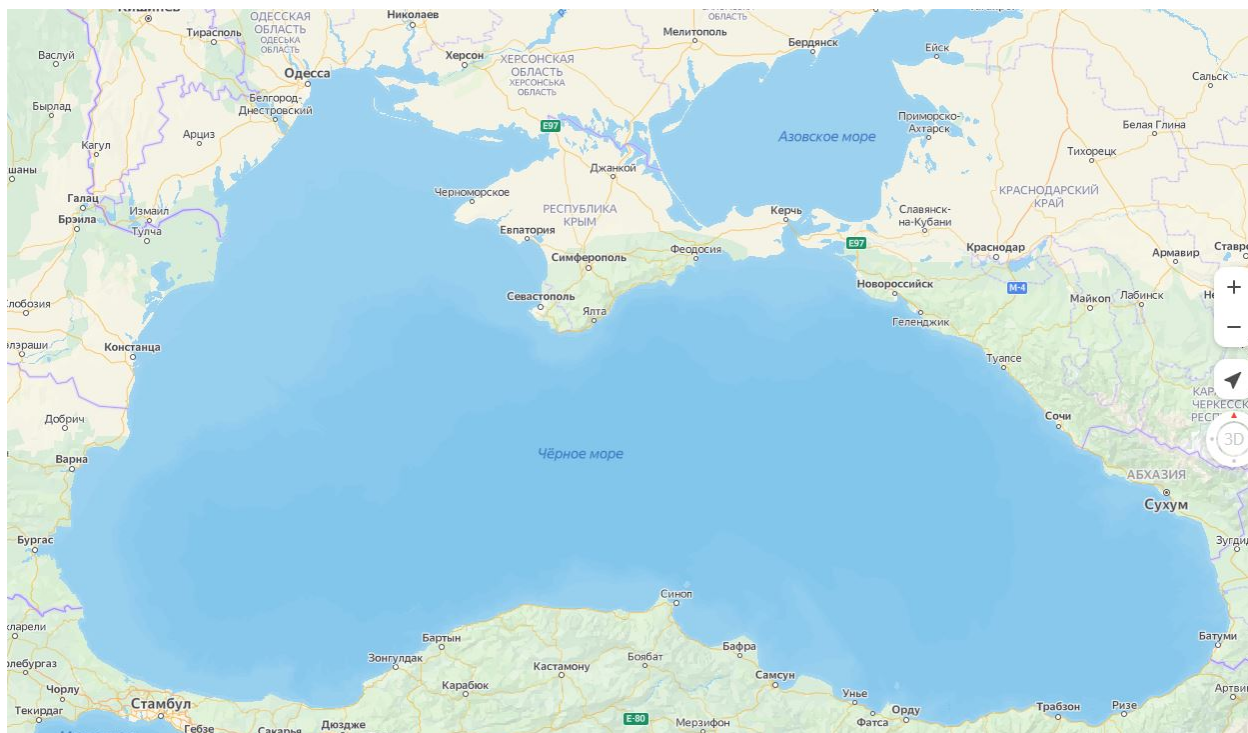 Кишинёв
ОДЕССКАЯ
ОБЛАСТЬ
ОДЕСЬКА
ОБЛАСТЬ
Николаев
ОБЛАСТЬ
Тирасполь
Мелитополь
Бердянск
Ейск
Васлуй
Херсон
ХЕРСОНСКАЯ
ОБЛАСТЬ
ХЕРСОНСЬКА
ОБЛАСТЬ
Одесса
Сальск
Бырлад
Белгород-
Днестровский
Приморско-
Ахтарск
Белая Глина
E97
Арциз
Азовское море
Кагул
Тихорецк
Джанкой
Черноморское
КРАСНОДАРСКИЙ
КРАЙ
Галац
Измаил
РЕСПУБЛИКА
КРЫМ
Керчь
Славянск-
на-Кубани
Брэила
Тулча
Евпатория
E97
Феодосия
Краснодар
Симферополь
Армавир
Новороссийск
M-4
Севастополь
Майкоп
Лабинск
Ялта
Геленджик
Констанца
Туапсе
Добрич
Сочи
3D
Чёрное море
Варна
АБХАЗИЯ
Сухум
Бургас
Синоп
Бартын
Батуми
Бафра
Зонгулдак
Боябат
Кастамону
Карабюк
Самсун
Чорлу
Унье
Стамбул
Орду
Трабзон
Ризе
Текирдаг
E-80
Фатса
Гебзе
Дюздже
Мерзифон
Сакарья